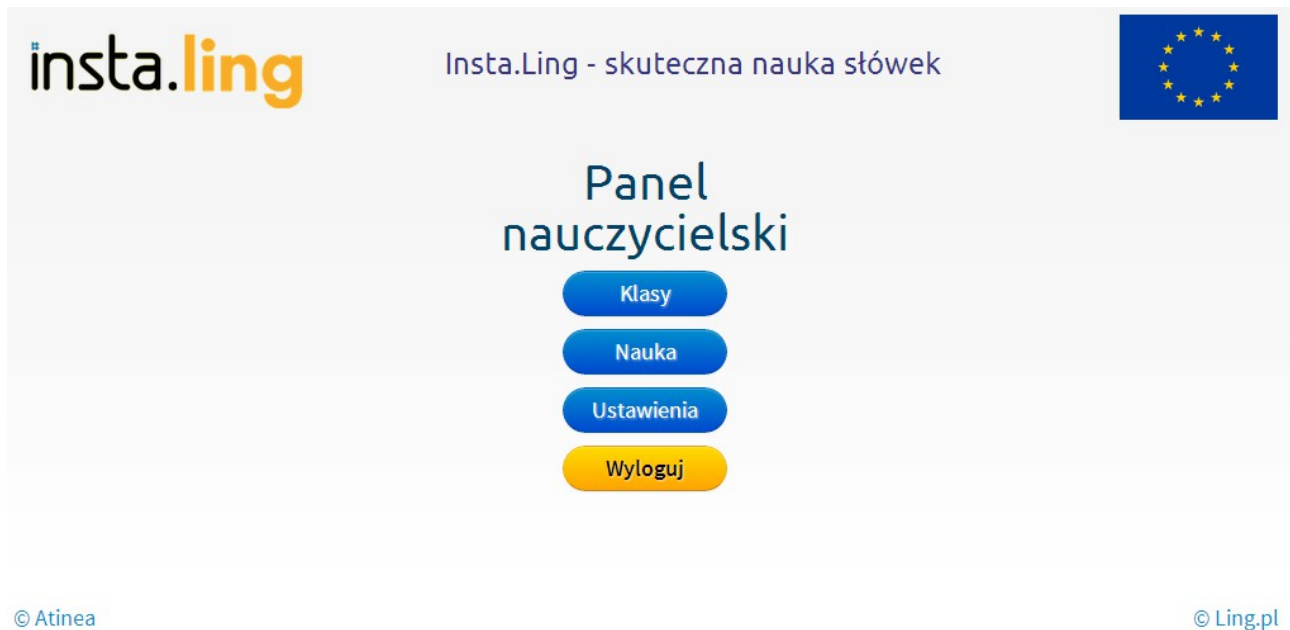 insta.ling
Insta.Ling - skuteczna nauka słówek
Panel
nauczycielski
Klasy
Nauka
Ustawienia
Wyloguj
© Atinea
© Ling.pl